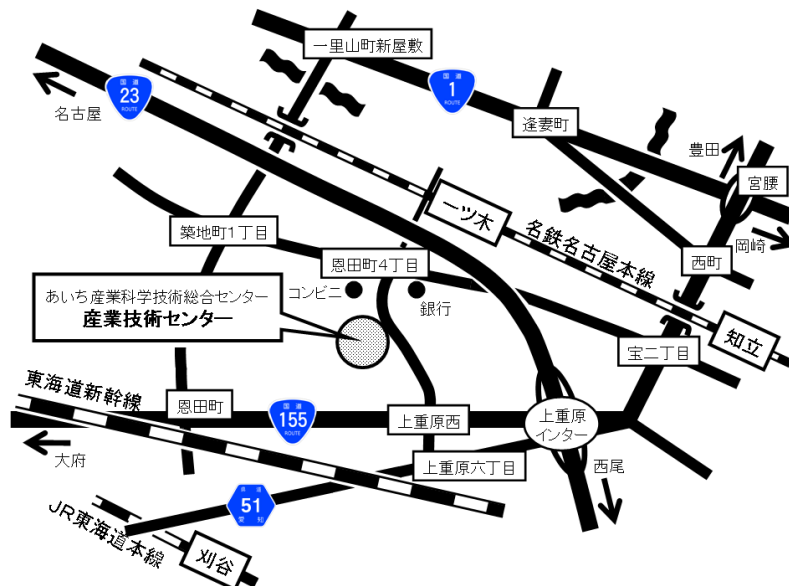 一里山町新屋敷
国道
23
ROUTE
国道
1
ROUTE
名古屋
逢妻町
豊田
宮腰
一ツ木
名鉄名古屋本線
岡崎
築地町1丁目
西町
恩田町4丁目
あいち産業科学技術総合センター
産業技術センター
コンビニ
銀行
知立
宝二丁目
東海道新幹線
恩田町
国道
155
ROUTE
上重原西
上重原
インター
大府
上重原六丁目
西尾
県道
51
愛知
JR東海道本線
刈谷